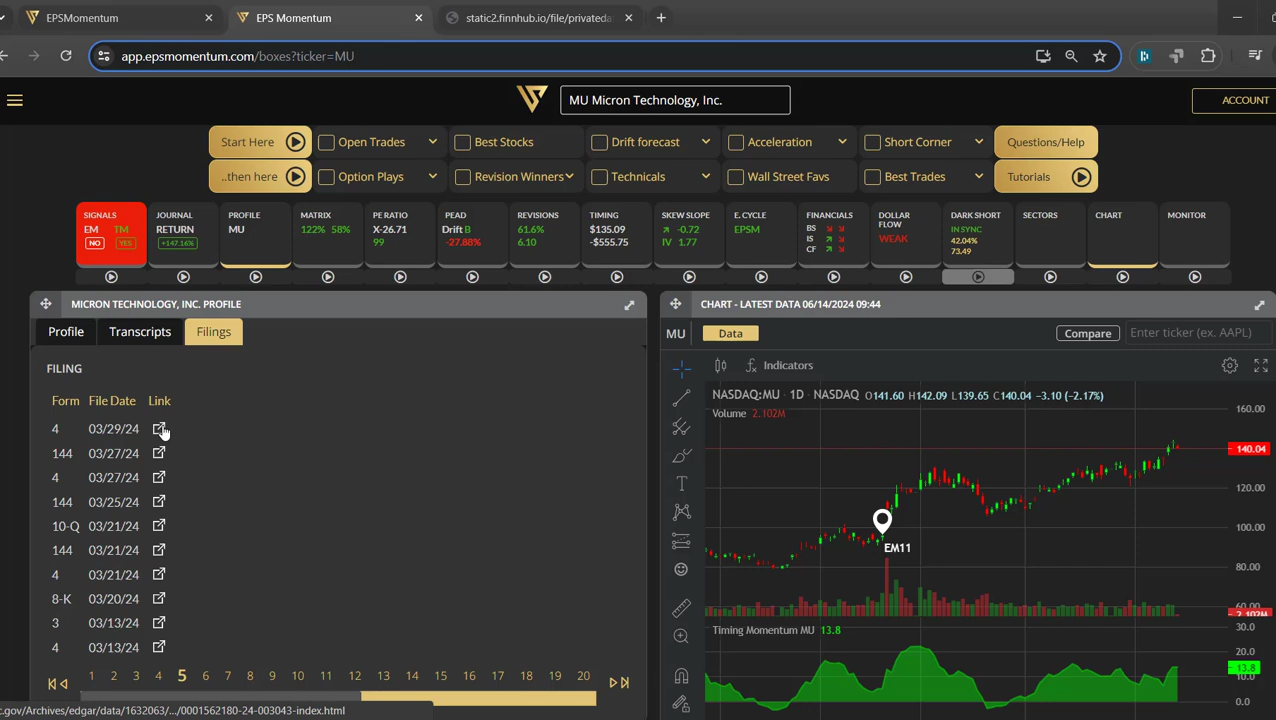 EPSMomentum
EPS Momentum
static2.finnhub.io/file/privateda
app.epsmomentum.com/boxes?ticker=MU
MU Micron Technology, Inc.
ACCOUNT
Start Here
Open Trades
Best Stocks
Drift forecast
Acceleration
Short Corner
Questions/Help
..then here
Option Plays
Revision Winners
Technicals
Wall Street Favs
Best Trades
Tutorials
SIGNALS
EM TM
NO YES
JOURNAL
RETURN
+147.16%
PROFILE
MU
MATRIX
122% 58%
PE RATIO
X-26.71
99
PEAD
Drift B
-27.88%
REVISIONS
61.6%
6.10
TIMING
$135.09
-$555.75
SKEW SLOPE
-0.72
IV 1.77
E. CYCLE
EPSM
FINANCIALS
BS
IS
CF
DOLLAR
FLOW
WEAK
DARK SHORT
IN SYNC
42.04%
73.49
SECTORS
CHART
MONITOR
MICRON TECHNOLOGY, INC. PROFILE
Profile Transcripts Filings
FILING
Form File Date Link
4 03/29/24
144 03/27/24
4 03/27/24
144 03/25/24
10-Q 03/21/24
144 03/21/24
4 03/21/24
8-K 03/20/24
3 03/13/24
4 03/13/24
1 2 3 4 5 6 7 8 9 10 11 12 13 14 15 16 17 18 19 20
c.gov/Archives/edgar/data/1632063/.../0001562180-24-003043-index.html
CHART - LATEST DATA 06/14/2024 09:44
MU Data Compare Enter ticker (ex. AAPL)
Indicators
NASDAQ:MU · 1D · NASDAQ O141.60 H142.09 L139.65 C140.04 -3.10 (-2.17%)
Volume 2.102M
160.00
140.04
120.00
100.00
80.00
60.00
2.102M
EM11
Timing Momentum MU 13.8
30.0
20.0
13.8
10.0
0.0